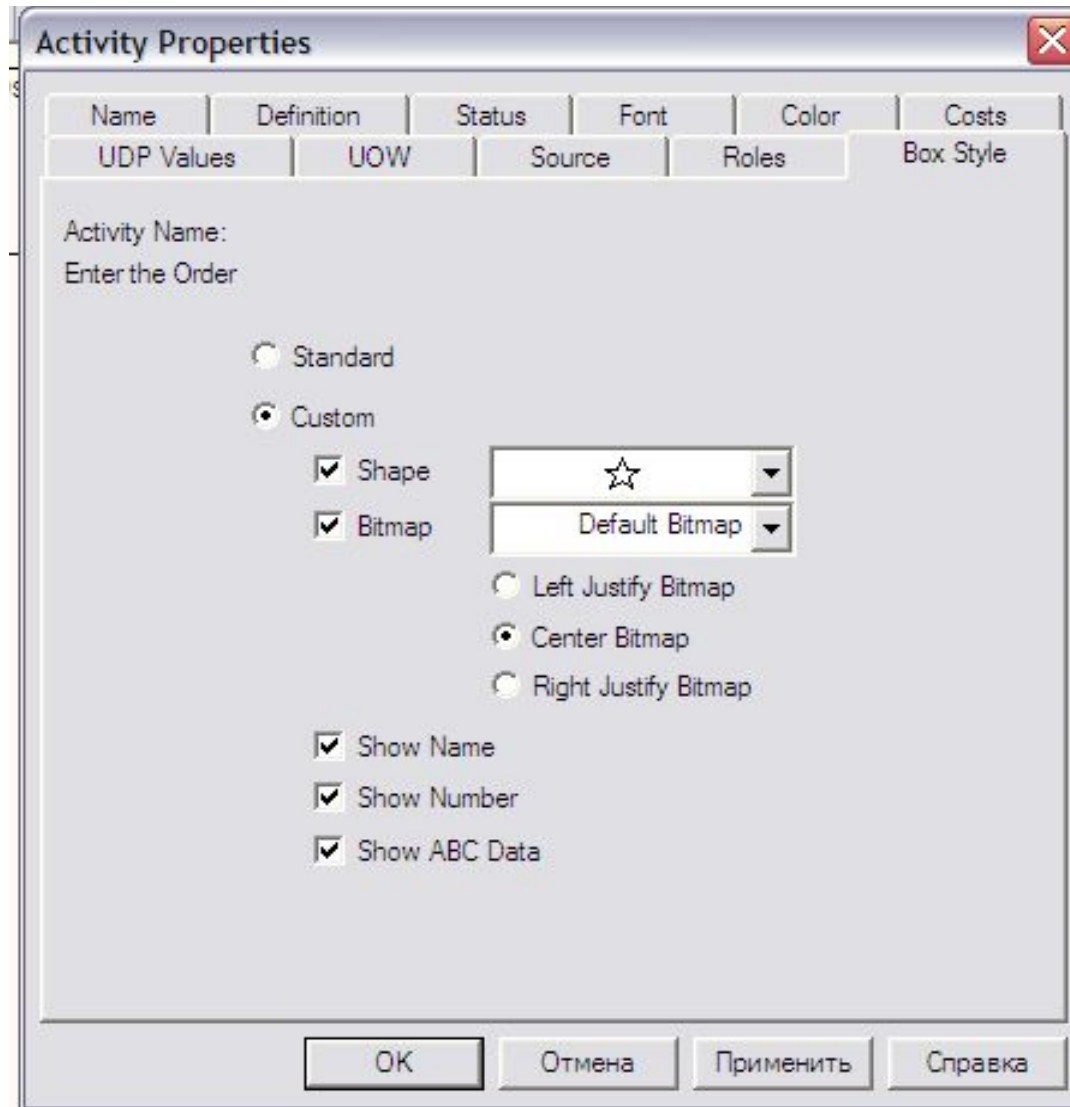 Activity Properties
Name Definition Status Font Color Costs
UDP Values UOW Source Roles Box Style
Activity Name:
Enter the Order
Standard
Custom
Shape
Bitmap Default Bitmap
Left Justify Bitmap
Center Bitmap
Right Justify Bitmap
Show Name
Show Number
Show ABC Data
OK Отмена Применить Справка